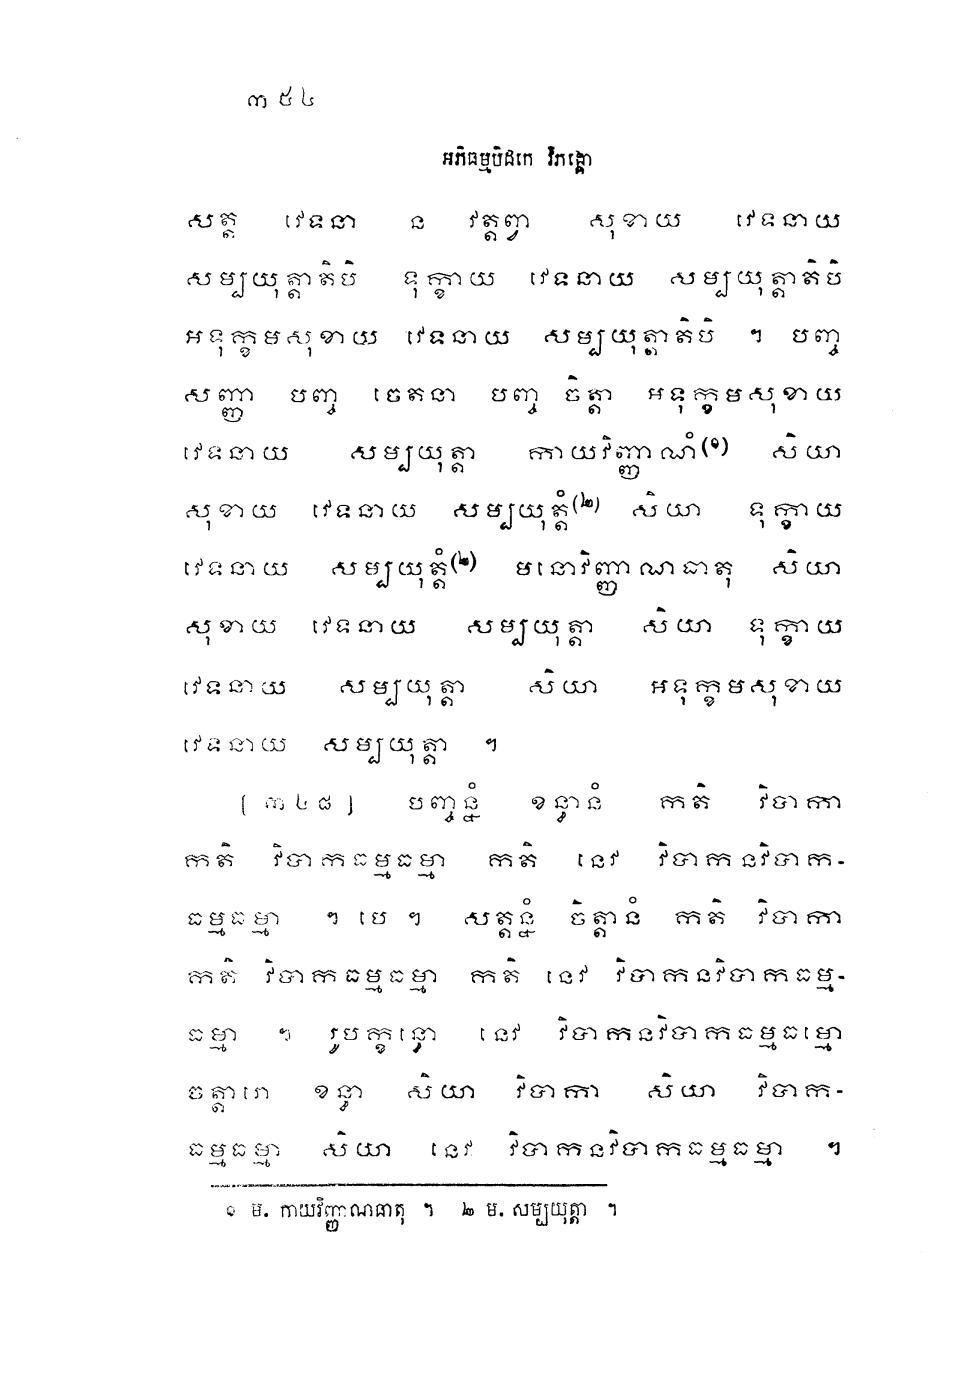 ៣៥៤
អភិធម្មបិដកេ វិភង្គោ
សត្ត វេទនា ន វត្តព្វា សុខាយ វេទនាយ
សម្បយុត្តាតិបិ ទុក្ខាយ វេទនាយ សម្បយុត្តាតិបិ
អទុក្ខមសុខាយ វេទនាយ សម្បយុត្តាតិបិ ។ បញ្ច
សញ្ញា បញ្ច ចេតនា បញ្ច ចិត្តា អទុក្ខមសុខាយ
វេទនាយ សម្បយុត្តា កាយវិញ្ញាណំ(១) សិយា
សុខាយ វេទនាយ សម្បយុត្តំ(២) សិយា ទុក្ខាយ
វេទនាយ សម្បយុត្តំ(២) មនោវិញ្ញាណធាតុ សិយា
សុខាយ វេទនាយ សម្បយុត្តា សិយា ទុក្ខាយ
វេទនាយ សម្បយុត្តា សិយា អទុក្ខមសុខាយ
វេទនាយ សម្បយុត្តា ។
[៣៤៨] បញ្ចន្នំ ខន្ធានំ កតិ វិបាកា
កតិ វិបាកធម្មធម្មា កតិ នេវ វិបាកនវិបាក-
ធម្មធម្មា ។ បេ ។ សត្តន្នំ ចិត្តានំ កតិ វិបាកា
កតិ វិបាកធម្មធម្មា កតិ នេវ វិបាកនវិបាកធម្ម-
ធម្មា ។ រូបក្ខន្ធោ នេវ វិបាកនវិបាកធម្មធម្មោ
ចត្តារោ ខន្ធា សិយា វិបាកា សិយា វិបាក-
ធម្មធម្មា សិយា នេវ វិបាកនវិបាកធម្មធម្មា ។
១ ម. កាយវិញ្ញាណធាតុ ។ ២ ម. សម្បយុត្តា ។